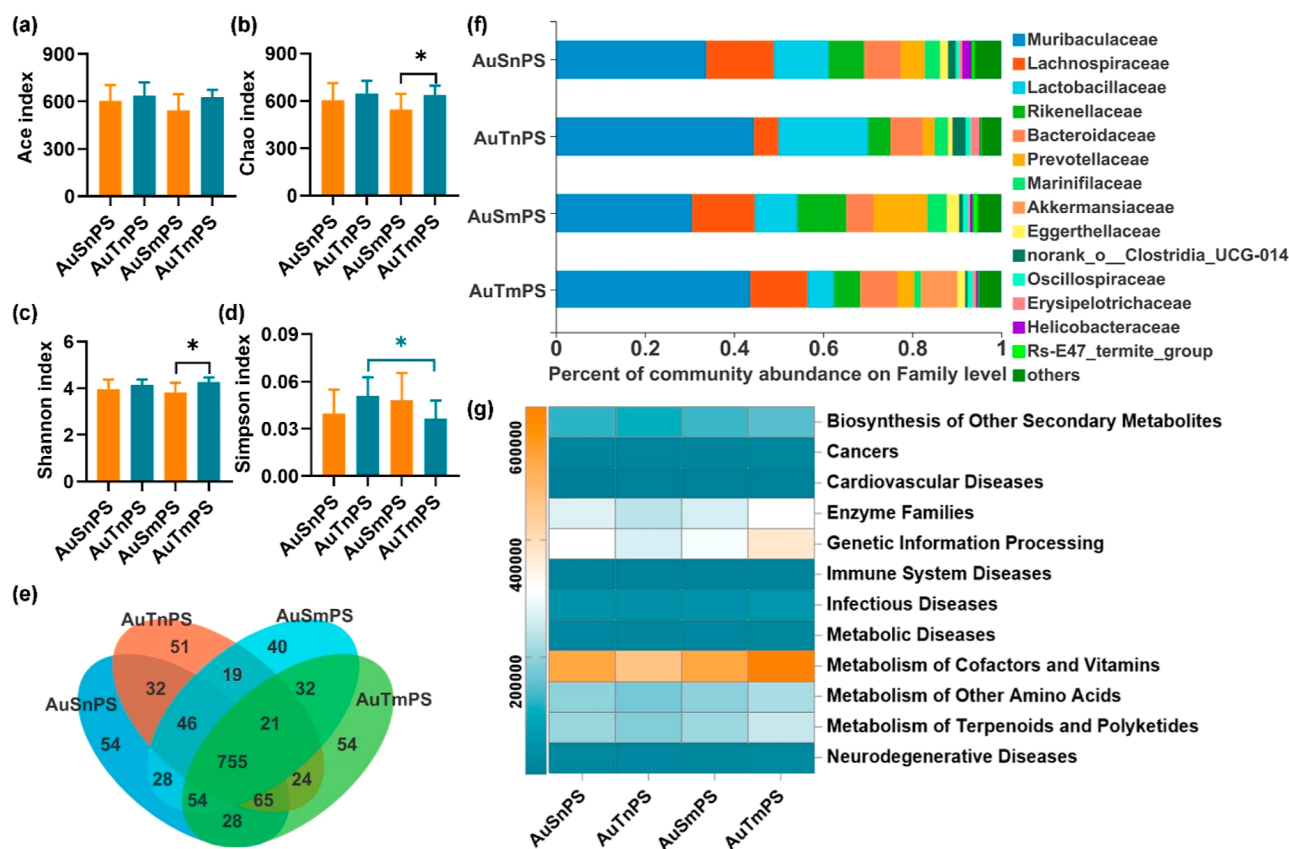 (a)
900
600
300
0
Ace index
AuSnPS
AuTnPS
AuSmPS
AuTmPS
(b)
900
600
300
0
Chao index
*
AuSnPS
AuTnPS
AuSmPS
AuTmPS
(c)
6
4
2
0
Shannon index
*
AuSnPS
AuTnPS
AuSmPS
AuTmPS
(d)
0.09
0.06
0.03
0.00
Simpson index
*
AuSnPS
AuTnPS
AuSmPS
AuTmPS
(e)
AuTnPS
AuSmPS
AuSnPS
AuTmPS
51
40
32
19
32
54
46
21
54
755
28
24
54
65
28
(f)
AuSnPS
AuTnPS
AuSmPS
AuTmPS
0
0.2
0.4
0.6
0.8
1
Percent of community abundance on Family level
Muribaculaceae
Lachnospiraceae
Lactobacillaceae
Rikenellaceae
Bacteroidaceae
Prevotellaceae
Marinifilaceae
Akkermansiaceae
Eggerthellaceae
norank_o__Clostridia_UCG-014
Oscillospiraceae
Erysipelotrichaceae
Helicobacteraceae
Rs-E47_termite_group
others
(g)
600000
400000
200000
Biosynthesis of Other Secondary Metabolites
Cancers
Cardiovascular Diseases
Enzyme Families
Genetic Information Processing
Immune System Diseases
Infectious Diseases
Metabolic Diseases
Metabolism of Cofactors and Vitamins
Metabolism of Other Amino Acids
Metabolism of Terpenoids and Polyketides
Neurodegenerative Diseases
AuSnPS
AuTnPS
AuSmPS
AuTmPS